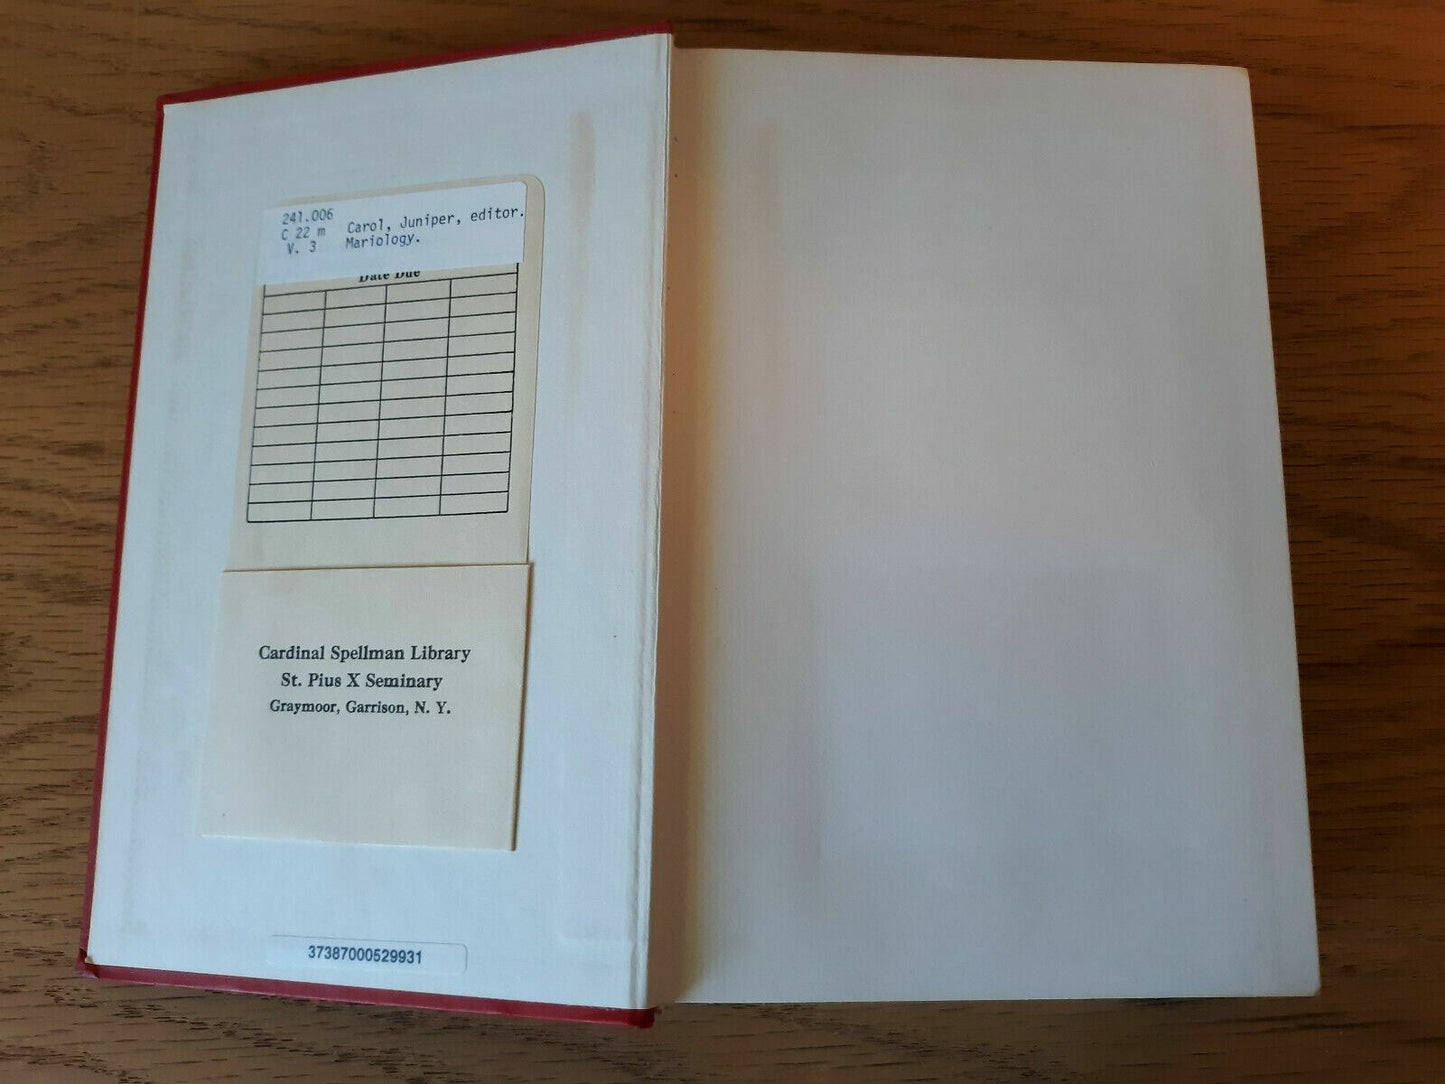 241.006
C 22 m Carol, Juniper, editor.
V. 3 Mariology.
Date Due
Cardinal Spellman Library
St. Pius X Seminary
Graymoor, Garrison, N. Y.
37387000529931